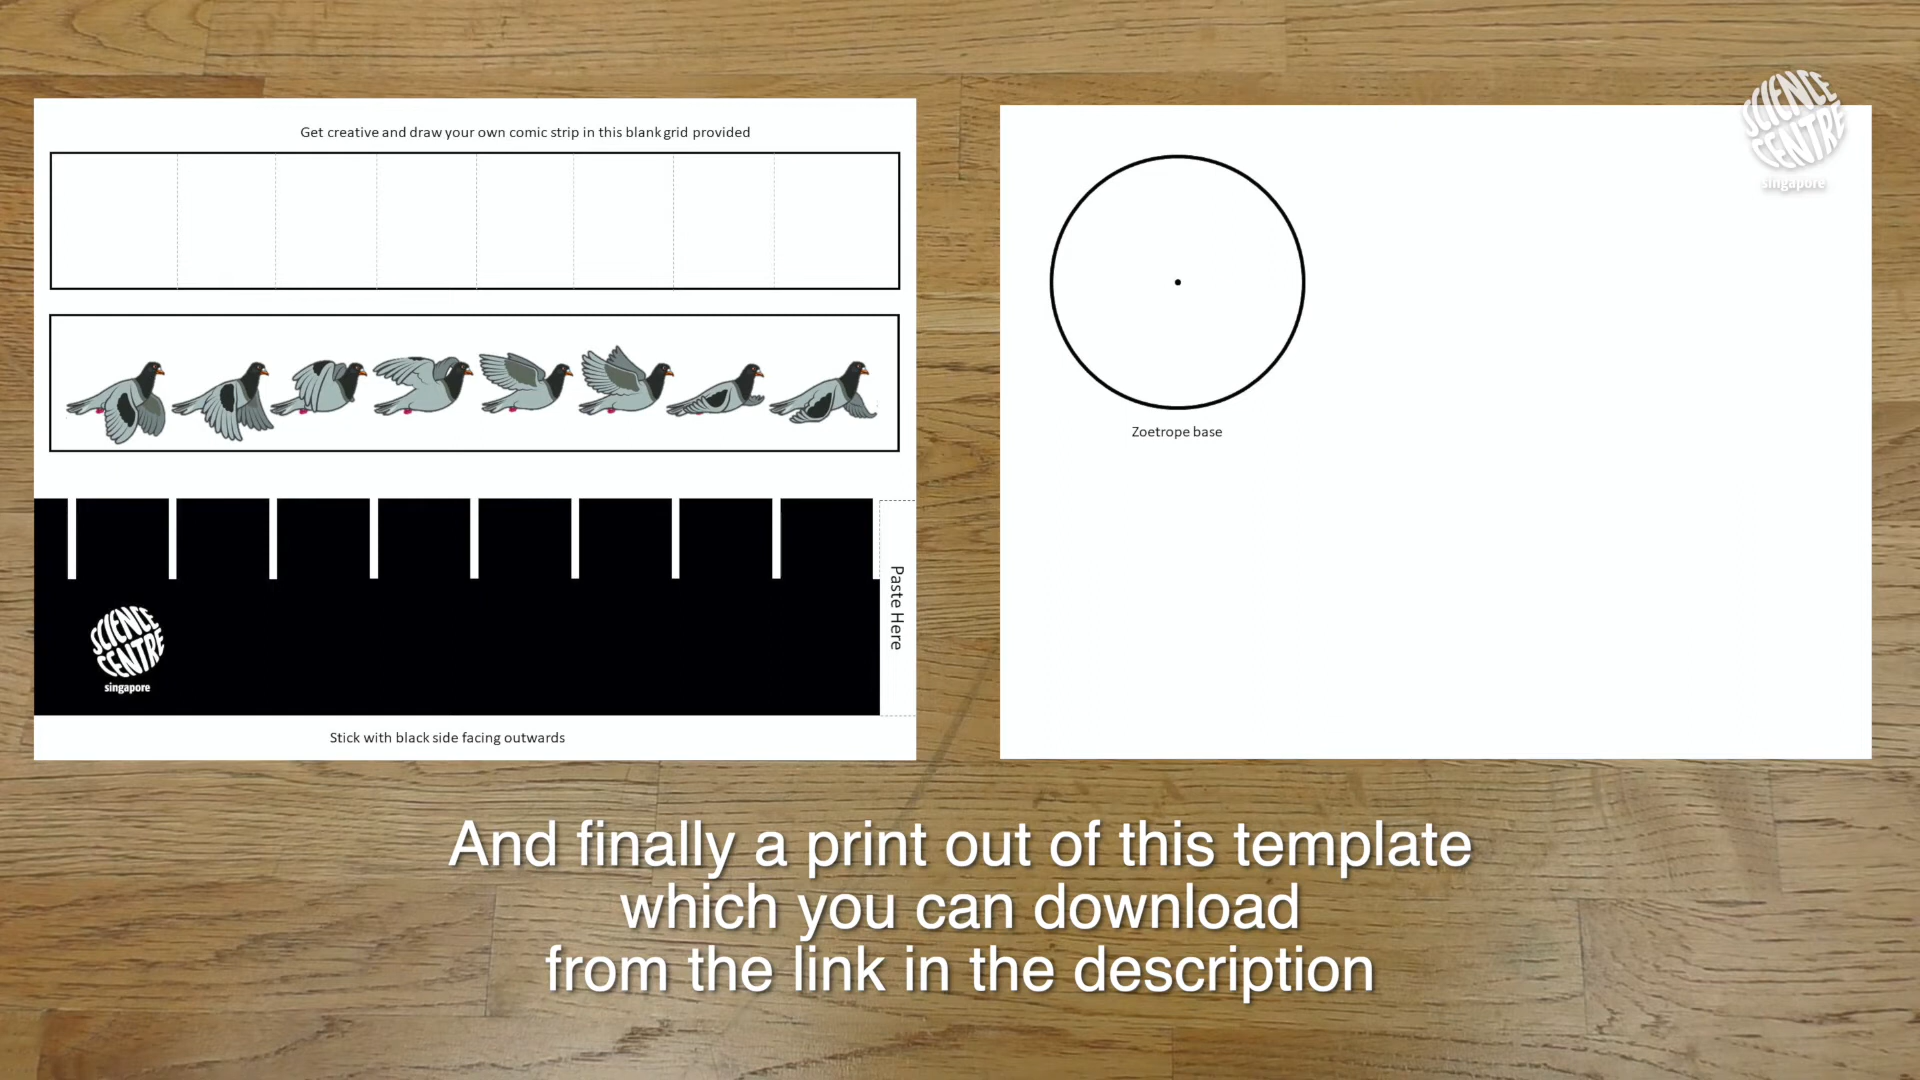 Get creative and draw your own comic strip in this blank grid provided
SCIENCE
CENTRE
singapore
Paste Here
Stick with black side facing outwards
Zoetrope base
SCIENCE
CENTRE
singapore
And finally a print out of this template
which you can download
from the link in the description